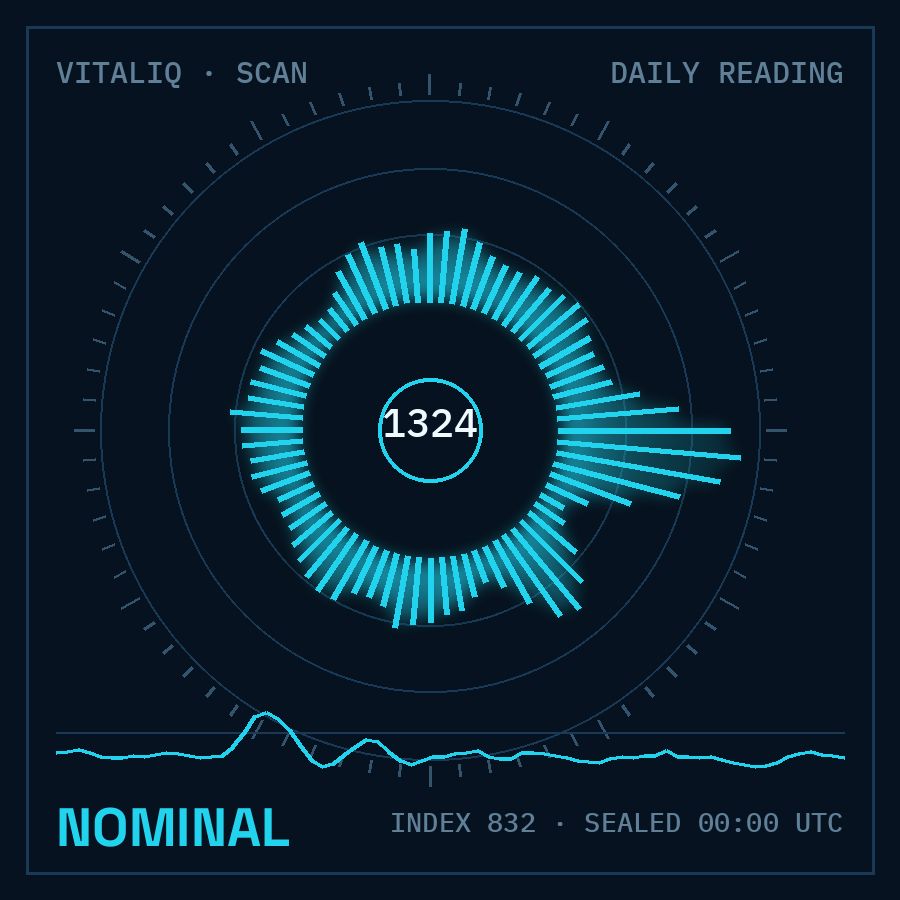 VITALIQ · SCAN
DAILY READING
1324
NOMINAL
INDEX 832 · SEALED 00:00 UTC